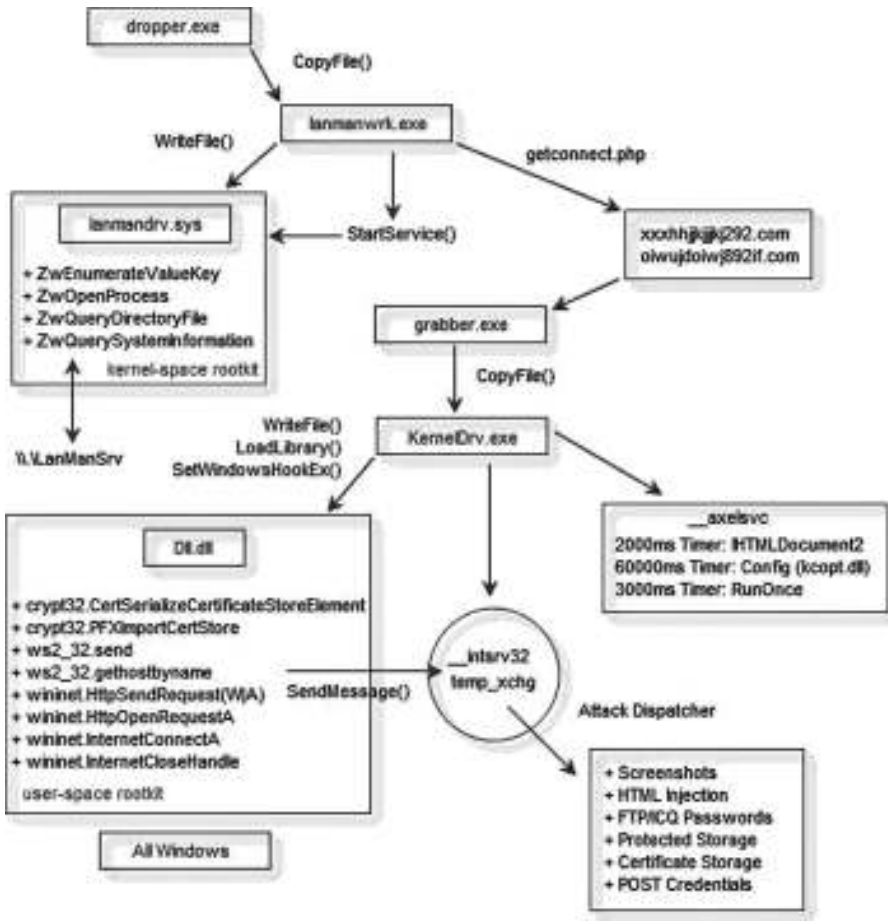 dropper.exe
CopyFile()
lanmanwrk.exe
WriteFile()
getconnect.php
lanmandrv.sys
StartService()
+ ZwEnumerateValueKey
+ ZwOpenProcess
+ ZwQueryDirectoryFile
+ ZwQuerySystemInformation
kernel-space rootkit
oiwujdoiwj892if.com
grabber.exe
CopyFile()
WriteFile()
LoadLibrary()
SetWindowsHookEx()
KernelDrv.exe
\\.\LanManSrv
Dll.dll
+ crypt32.CertSerializeCertificateStoreElement
+ crypt32.PFXImportCertStore
+ ws2_32.send
+ ws2_32.gethostbyname
+ wininet.HttpSendRequest(W|A)
+ wininet.HttpOpenRequestA
+ wininet.InternetConnectA
+ wininet.InternetCloseHandle
user-space rootkit
All Windows
SendMessage()
__intsrv32
temp_xchg
__axelsvc
2000ms Timer: IHTMLDocument2
60000ms Timer: Config (kcopt.dll)
3000ms Timer: RunOnce
Attack Dispatcher
+ Screenshots
+ HTML Injection
+ FTP/ICQ Passwords
+ Protected Storage
+ Certificate Storage
+ POST Credentials